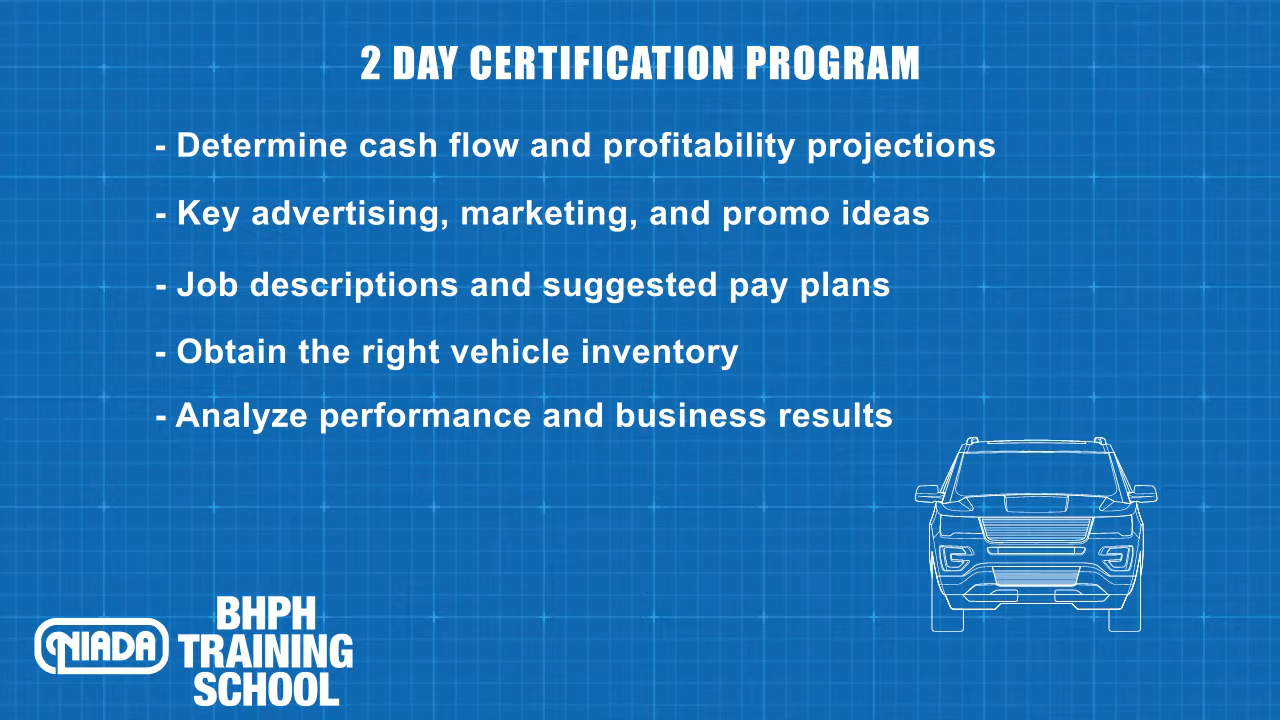 2 DAY CERTIFICATION PROGRAM
- Determine cash flow and profitability projections
- Key advertising, marketing, and promo ideas
- Job descriptions and suggested pay plans
- Obtain the right vehicle inventory
- Analyze performance and business results
NIADA
BHPH
TRAINING
SCHOOL